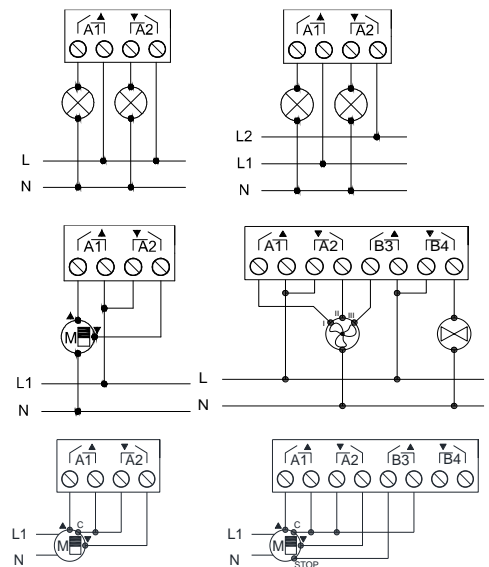 A1 ▲ ▼ A2
L
N
A1 ▲ ▼ A2
L2
L1
N
A1 ▲ ▼ A2
▲ M ▼
L1
N
A1 ▲ ▼ A2 B3 ▲ ▼ B4
I II III
L
N
A1 ▲ ▼ A2
L1 ▲ C
M ▼
N
A1 ▲ ▼ A2 B3 ▲ ▼ B4
L1 ▲ C
M ▼
N
STOP